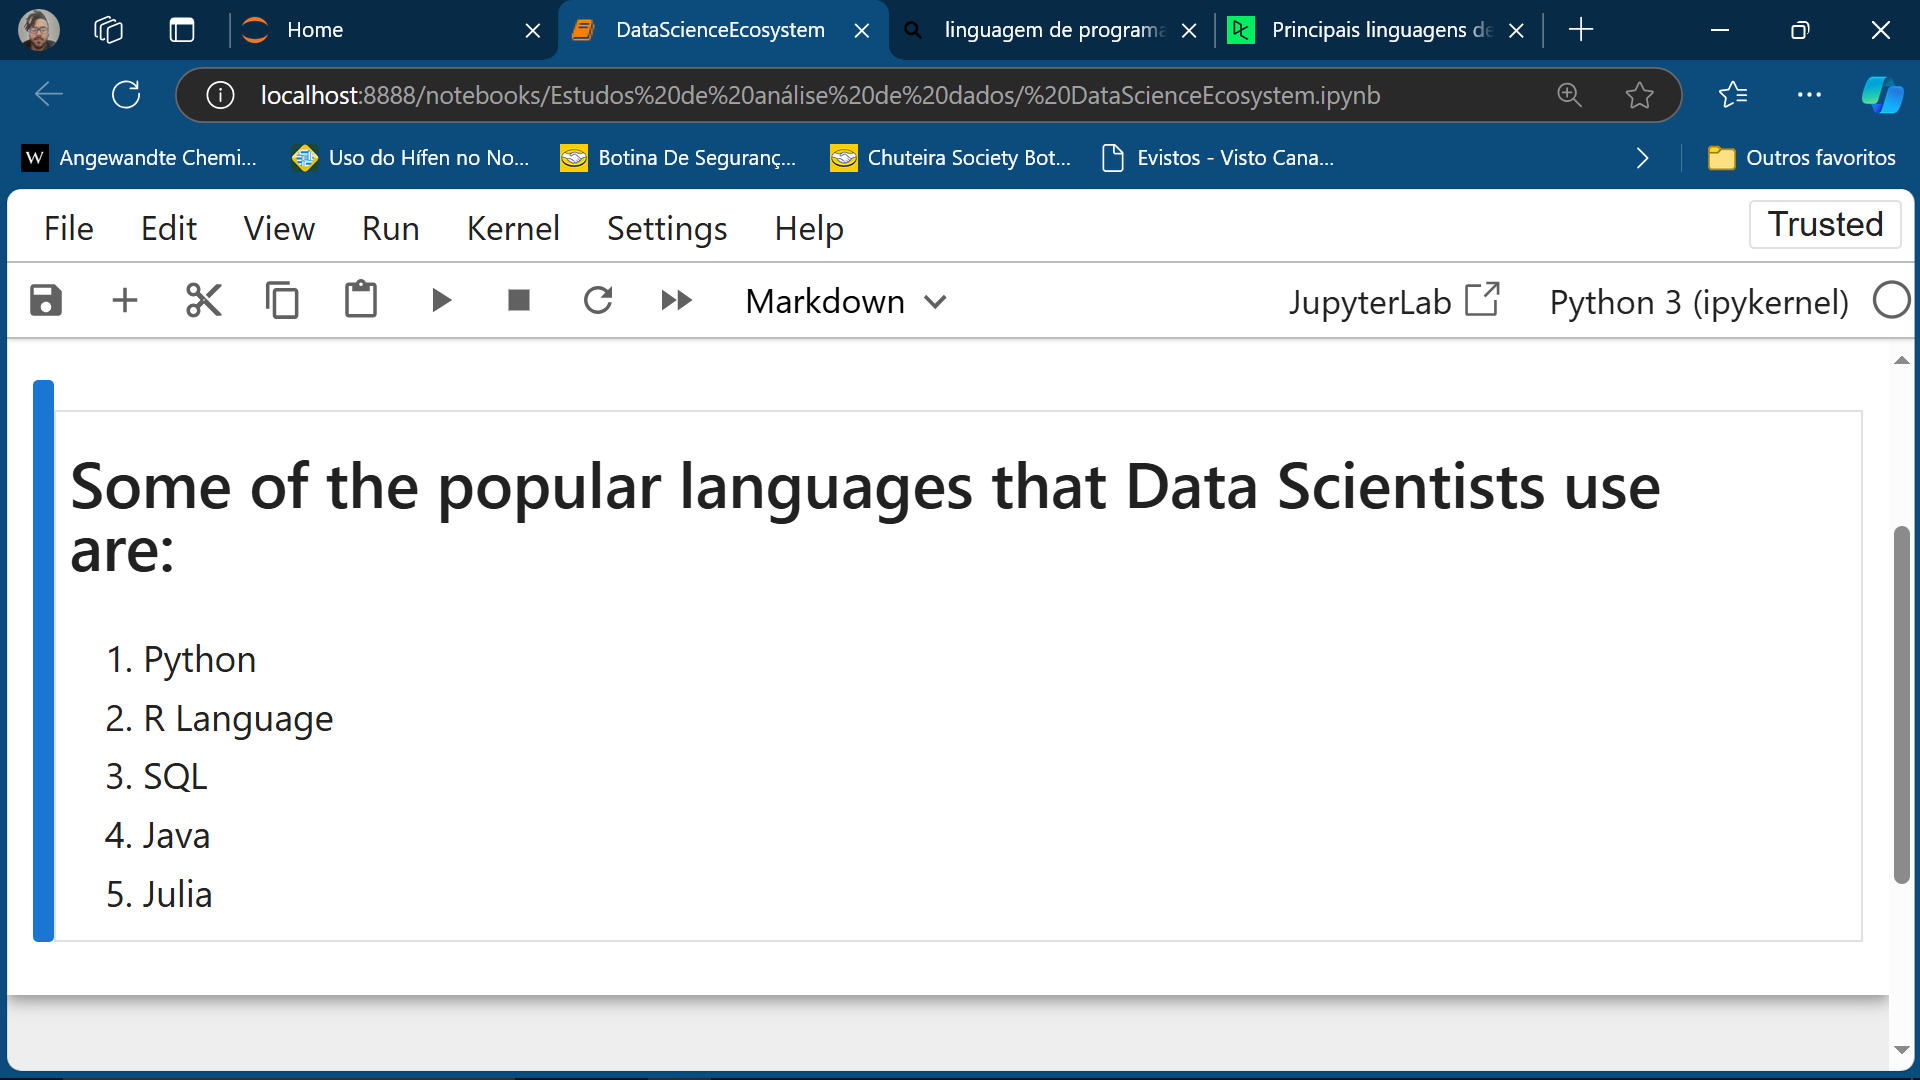 Home
DataScienceEcosystem
linguagem de programa
Principais linguagens de
localhost:8888/notebooks/Estudos%20de%20análise%20de%20dados/%20DataScienceEcosystem.ipynb
W Angewandte Chemi...
Uso do Hífen no No...
Botina De Seguranç...
Chuteira Society Bot...
Evistos - Visto Cana...
Outros favoritos
File Edit View Run Kernel Settings Help
Trusted
Markdown
JupyterLab
Python 3 (ipykernel)
Some of the popular languages that Data Scientists use
are:
1. Python
2. R Language
3. SQL
4. Java
5. Julia